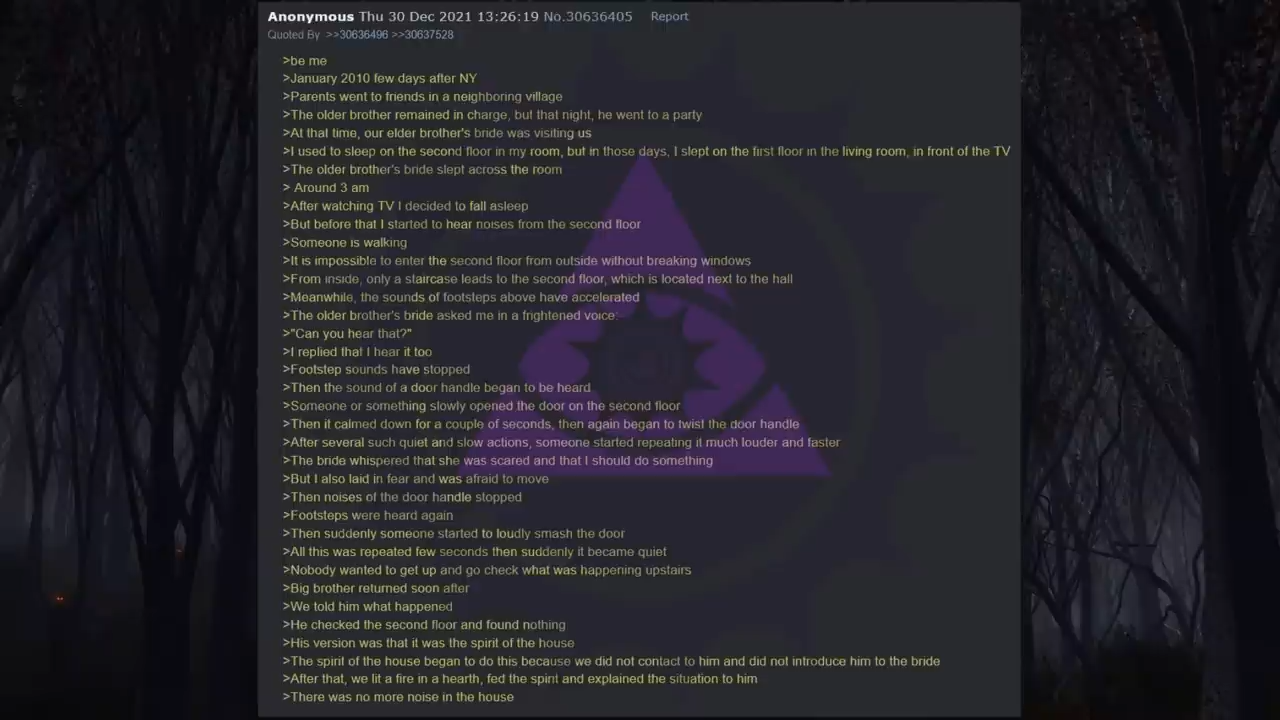 Anonymous Thu 30 Dec 2021 13:26:19 No.30636405 Report
Quoted By >>30636496 >>30637528
>be me
>January 2010 few days after NY
>Parents went to friends in a neighboring village
>The older brother remained in charge, but that night, he went to a party
>At that time, our elder brother's bride was visiting us
>I used to sleep on the second floor in my room, but in those days, I slept on the first floor in the living room, in front of the TV
>The older brother's bride slept across the room
> Around 3 am
>After watching TV I decided to fall asleep
>But before that I started to hear noises from the second floor
>Someone is walking
>It is impossible to enter the second floor from outside without breaking windows
>From inside, only a staircase leads to the second floor, which is located next to the hall
>Meanwhile, the sounds of footsteps above have accelerated
>The older brother's bride asked me in a frightened voice:
>"Can you hear that?"
>I replied that I hear it too
>Footstep sounds have stopped
>Then the sound of a door handle began to be heard
>Someone or something slowly opened the door on the second floor
>Then it calmed down for a couple of seconds, then again began to twist the door handle
>After several such quiet and slow actions, someone started repeating it much louder and faster
>The bride whispered that she was scared and that I should do something
>But I also laid in fear and was afraid to move
>Then noises of the door handle stopped
>Footsteps were heard again
>Then suddenly someone started to loudly smash the door
>All this was repeated few seconds then suddenly it became quiet
>Nobody wanted to get up and go check what was happening upstairs
>Big brother returned soon after
>We told him what happened
>He checked the second floor and found nothing
>His version was that it was the spirit of the house
>The spirit of the house began to do this because we did not contact to him and did not introduce him to the bride
>After that, we lit a fire in a hearth, fed the spirit and explained the situation to him
>There was no more noise in the house